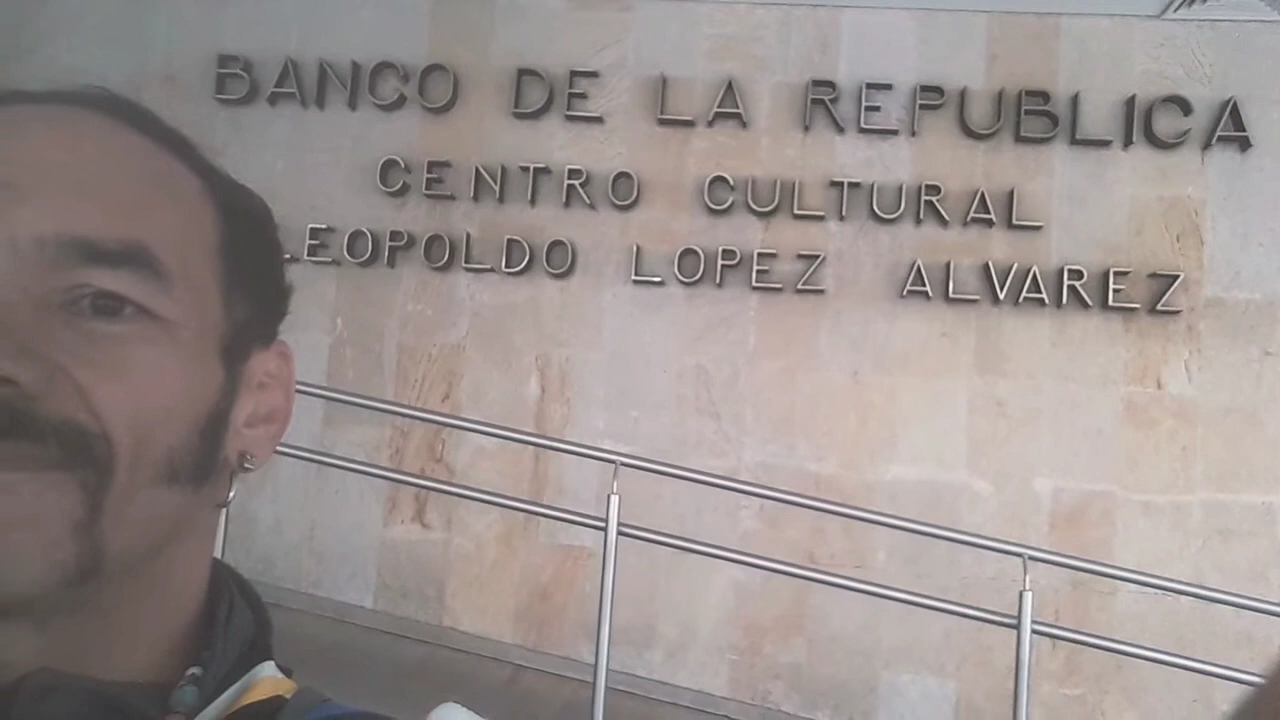 BANCO DE LA REPUBLICA
CENTRO CULTURAL
LEOPOLDO LOPEZ ALVAREZ